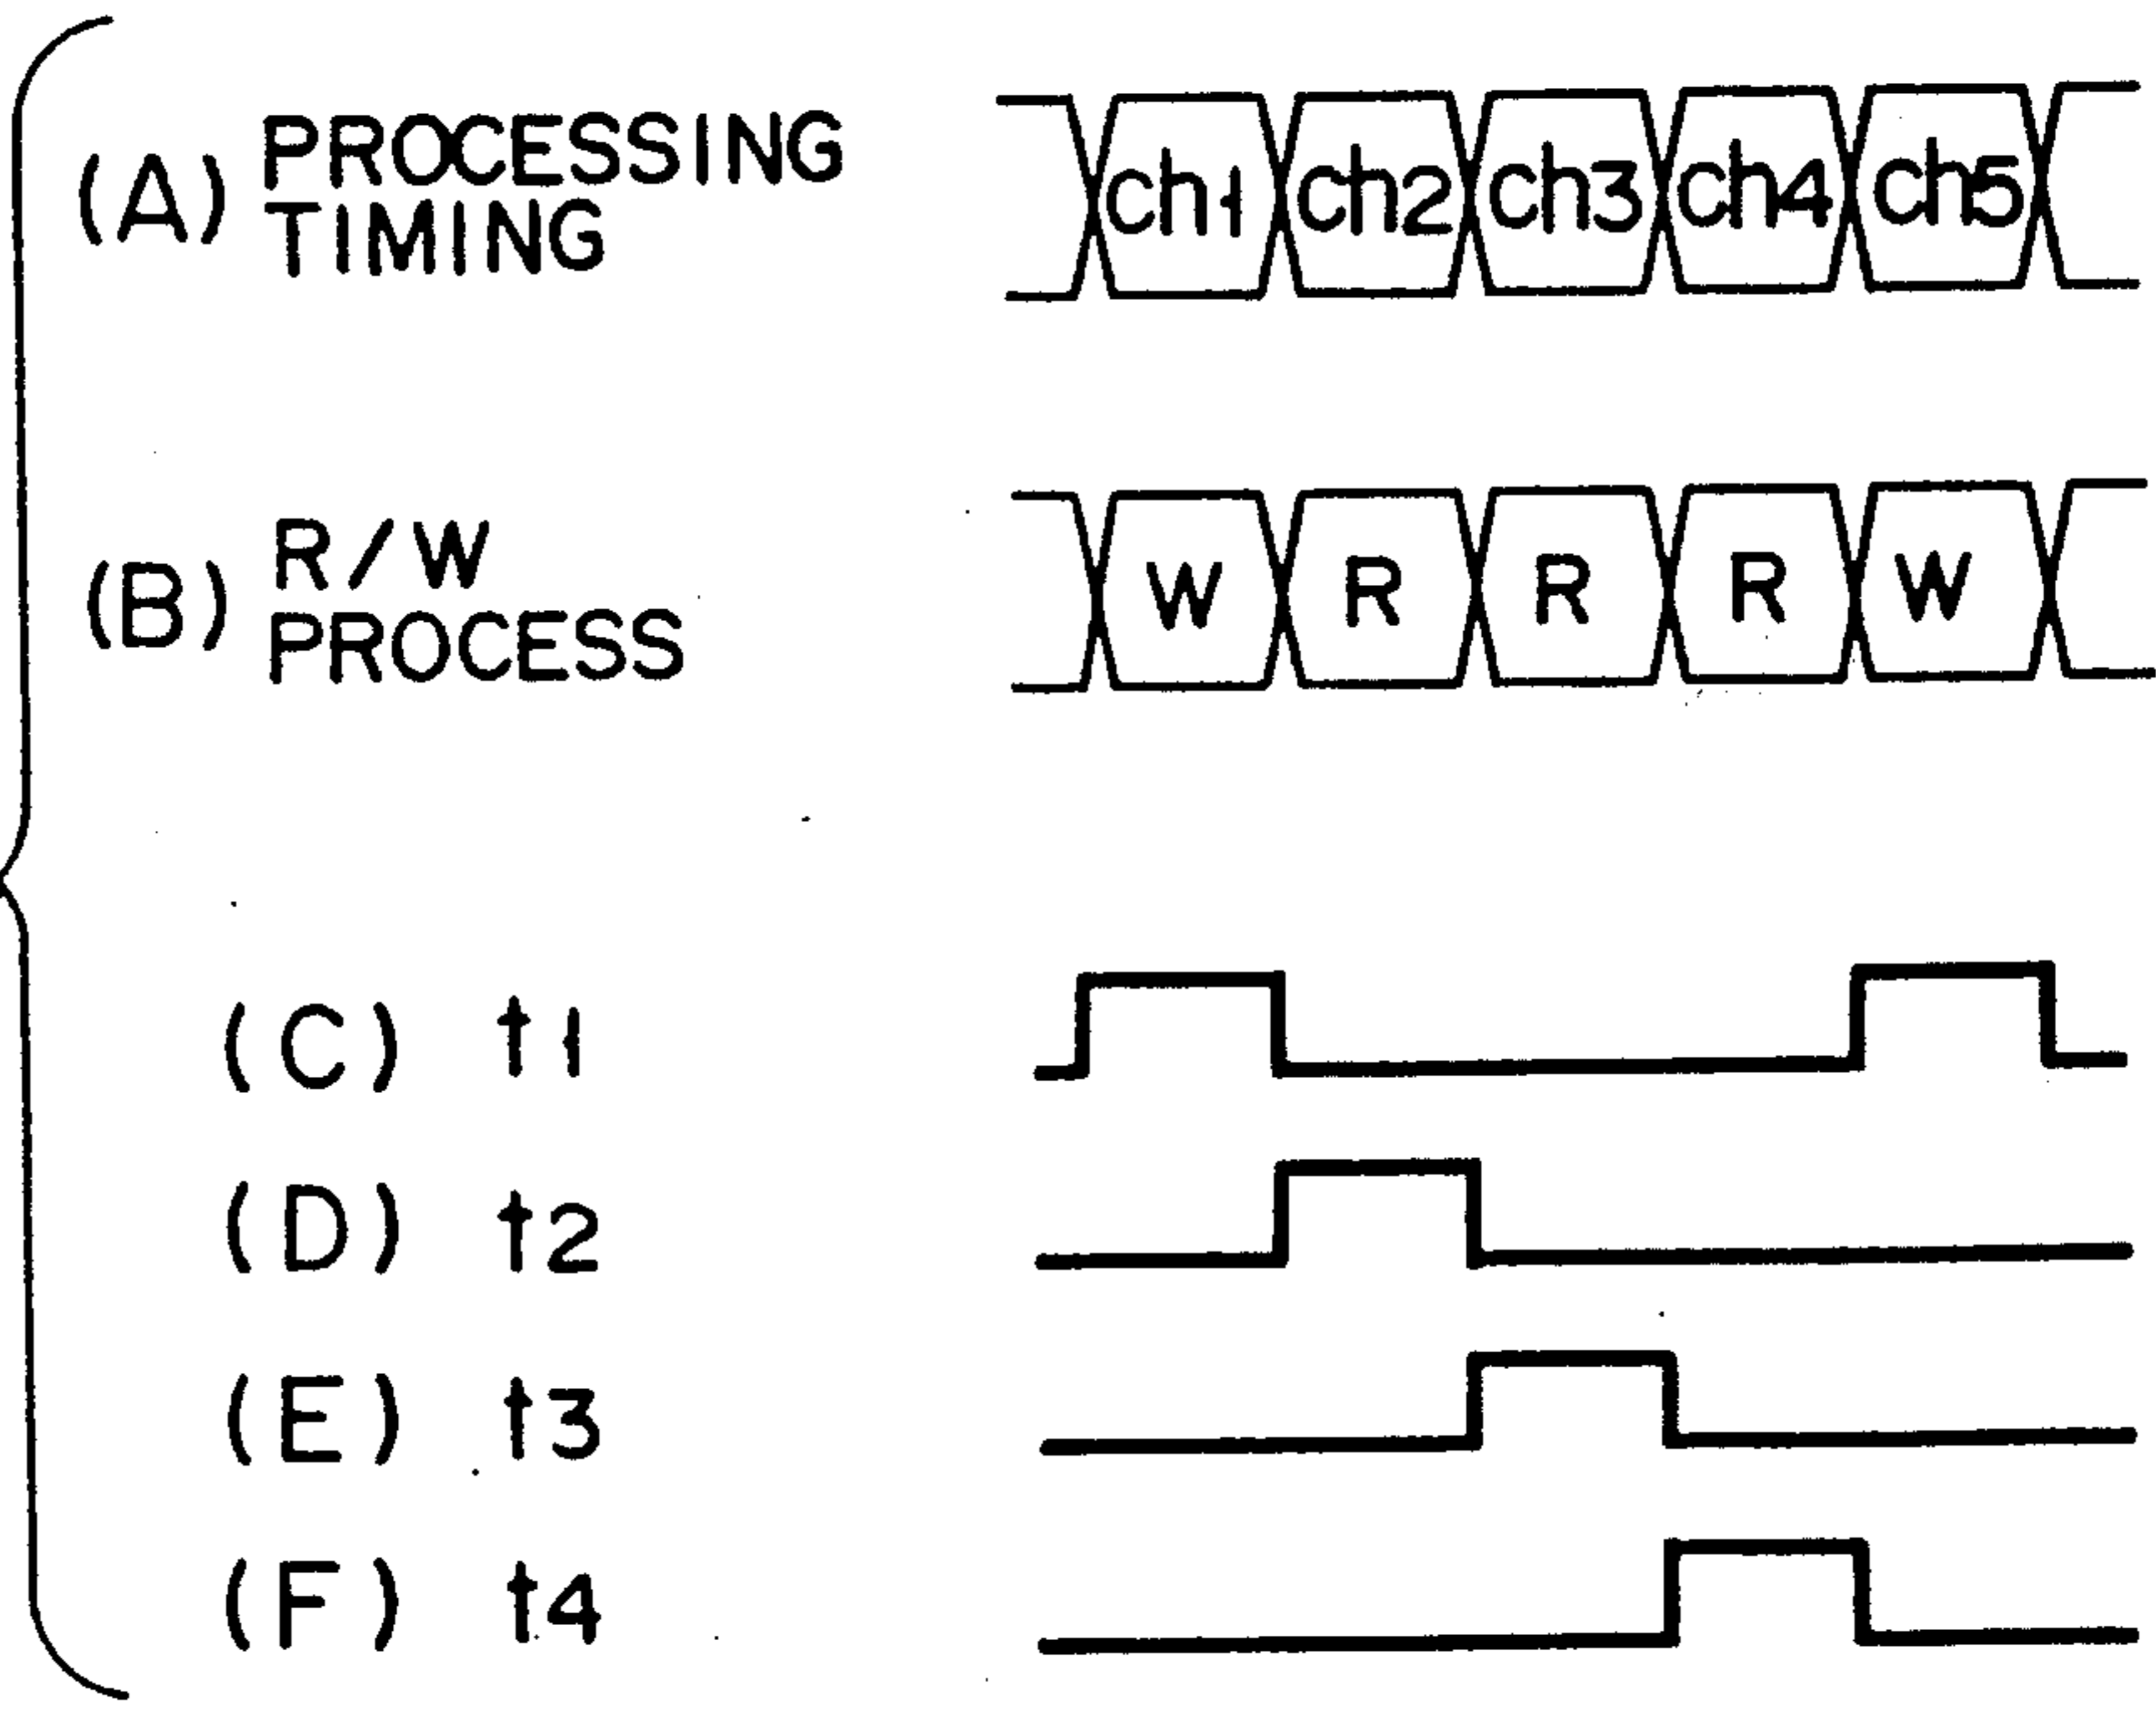 (A) PROCESSING
TIMING
ch1 ch2 ch3 ch4 ch5
(B) R/W
PROCESS
W R R R W
(C) t1
(D) t2
(E) t3
(F) t4